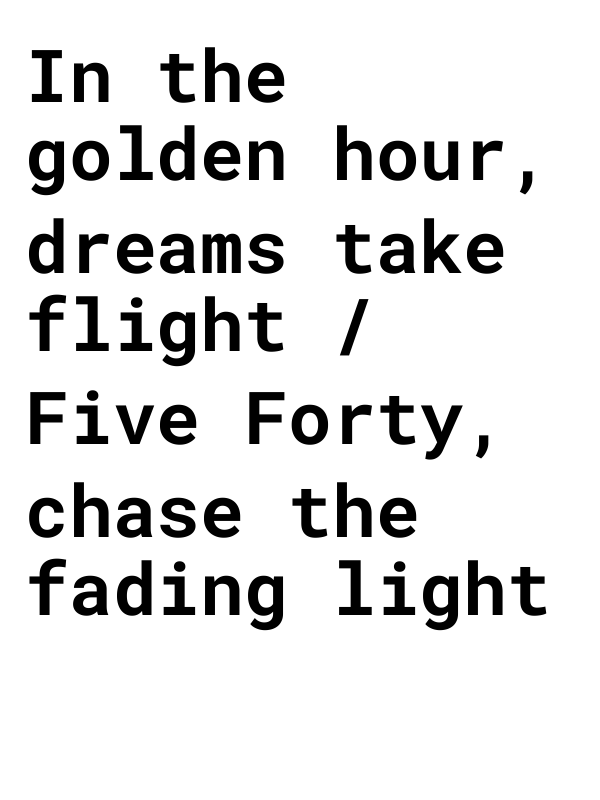 In the
golden hour,
dreams take
flight /
Five Forty,
chase the
fading light